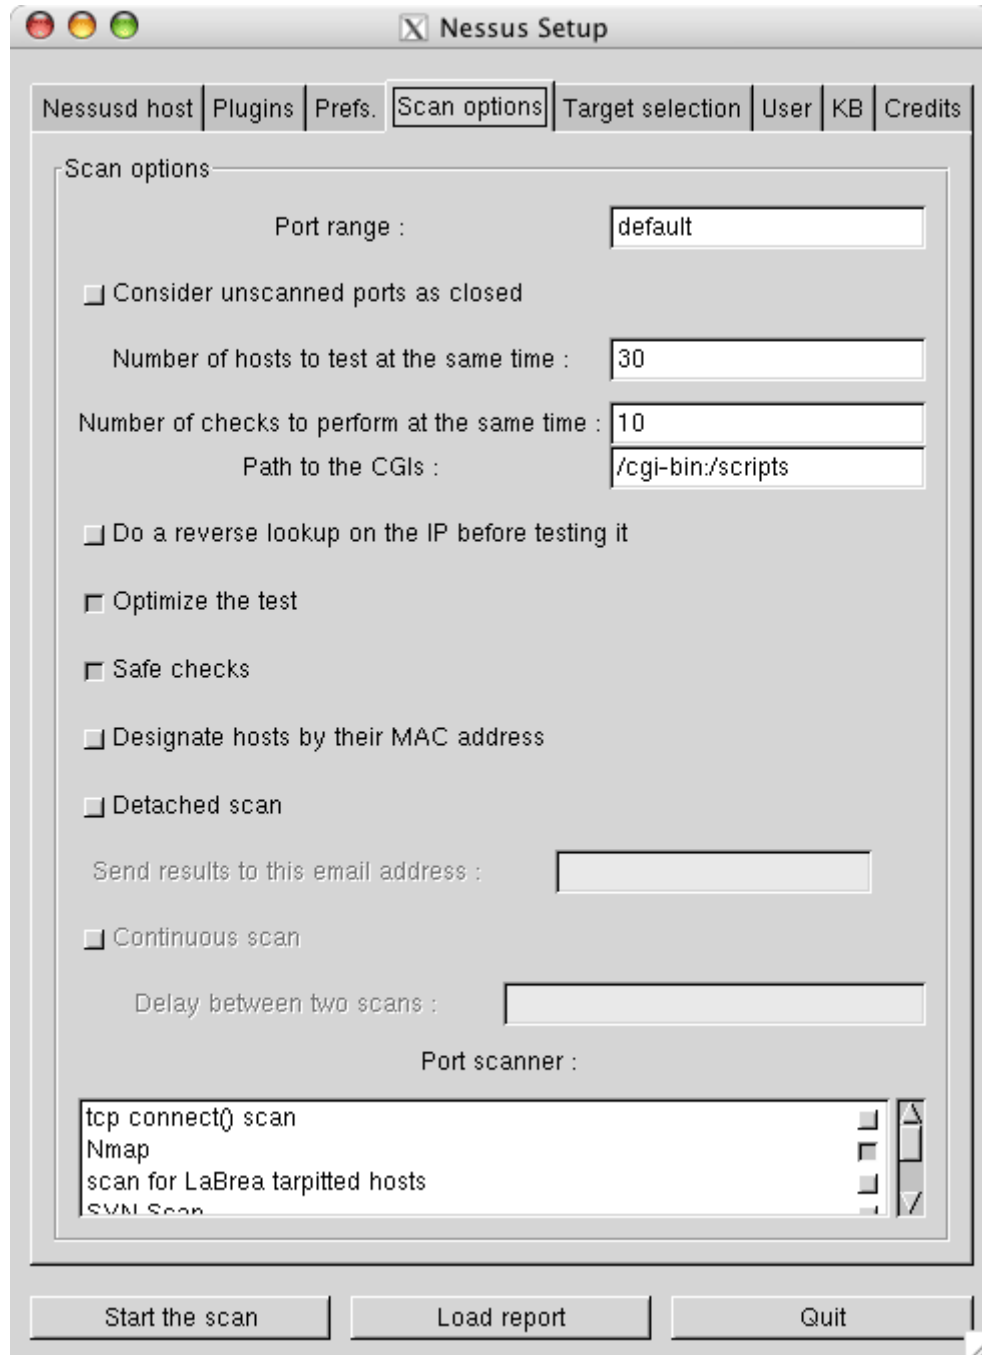 Nessus Setup
Nessusd host Plugins Prefs. Scan options Target selection User KB Credits
Scan options
Port range : default
Consider unscanned ports as closed
Number of hosts to test at the same time : 30
Number of checks to perform at the same time : 10
Path to the CGIs : /cgi-bin:/scripts
Do a reverse lookup on the IP before testing it
Optimize the test
Safe checks
Designate hosts by their MAC address
Detached scan
Send results to this email address :
Continuous scan
Delay between two scans :
Port scanner :
tcp connect() scan
Nmap
scan for LaBrea tarpitted hosts
SYN Scan
Start the scan Load report Quit